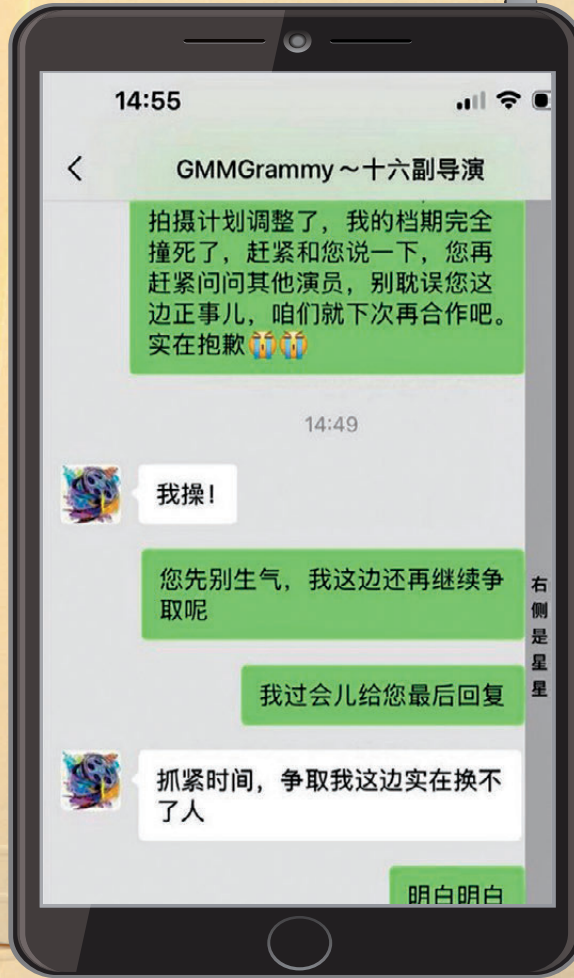 14:55
GMMGrammy～十六副导演
拍摄计划调整了，我的档期完全
撞死了，赶紧和您说一下，您再
赶紧问问其他演员，别耽误您这
边正事儿，咱们就下次再合作吧。
实在抱歉😭😭
14:49
我操！
您先别生气，我这边还再继续争
取呢
我过会儿给您最后回复
抓紧时间，争取我这边实在换不
了人
明白明白
右侧是星星